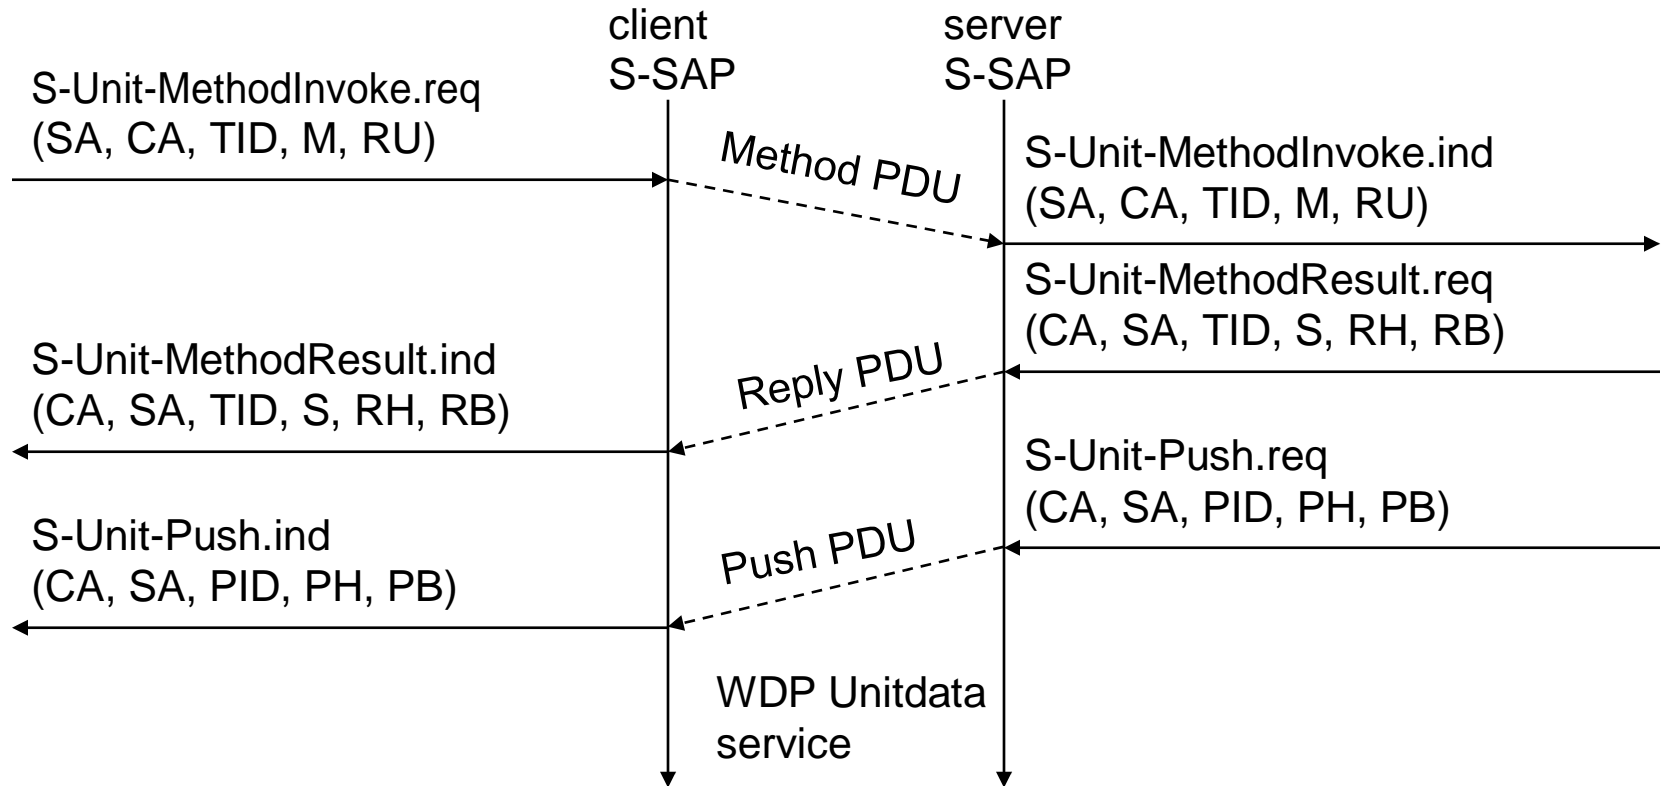 client
S-SAP
server
S-SAP
S-Unit-MethodInvoke.req
(SA, CA, TID, M, RU)
Method PDU
S-Unit-MethodInvoke.ind
(SA, CA, TID, M, RU)
S-Unit-MethodResult.req
(CA, SA, TID, S, RH, RB)
Reply PDU
S-Unit-MethodResult.ind
(CA, SA, TID, S, RH, RB)
S-Unit-Push.req
(CA, SA, PID, PH, PB)
Push PDU
S-Unit-Push.ind
(CA, SA, PID, PH, PB)
WDP Unitdata
service